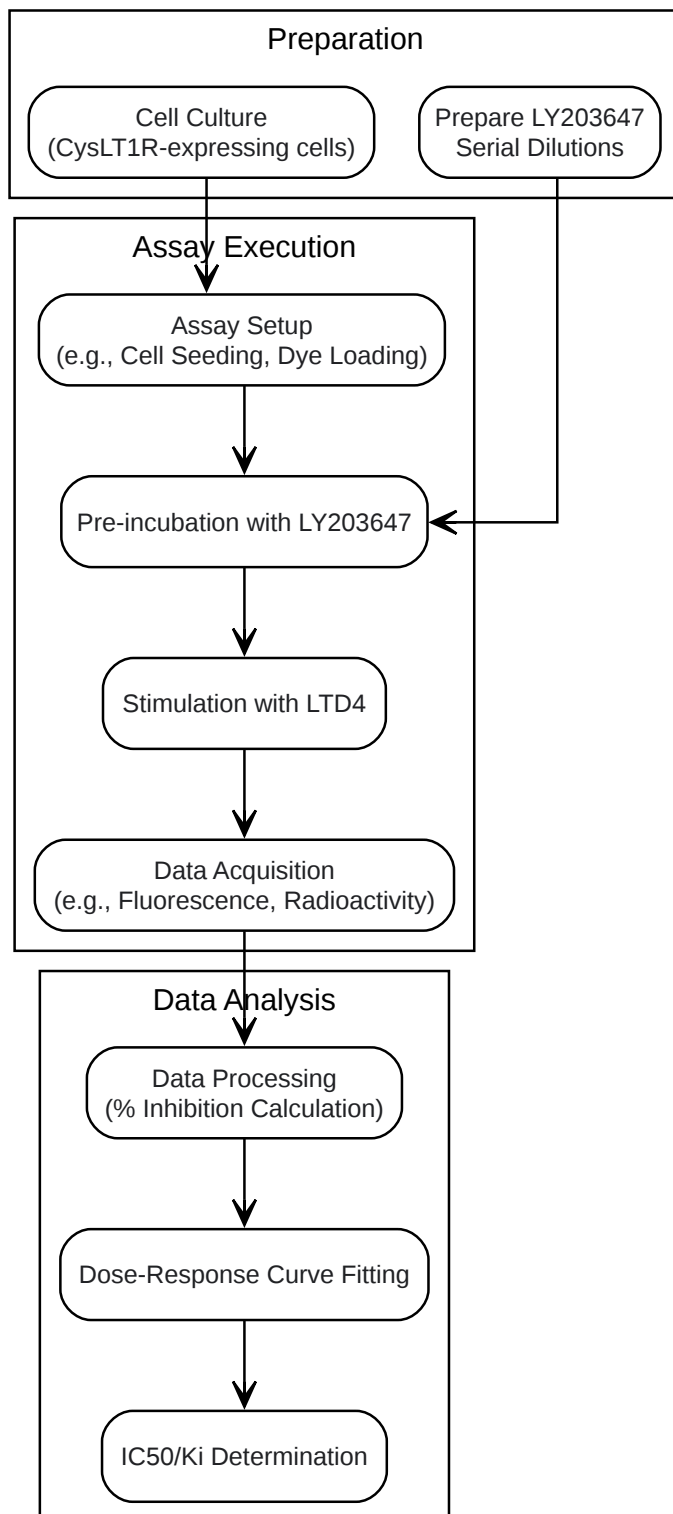 Preparation
Cell Culture
(CysLT1R-expressing cells)
Prepare LY203647
Serial Dilutions
Assay Execution
Assay Setup
(e.g., Cell Seeding, Dye Loading)
Pre-incubation with LY203647
Stimulation with LTD4
Data Acquisition
(e.g., Fluorescence, Radioactivity)
Data Analysis
Data Processing
(% Inhibition Calculation)
Dose-Response Curve Fitting
IC50/Ki Determination